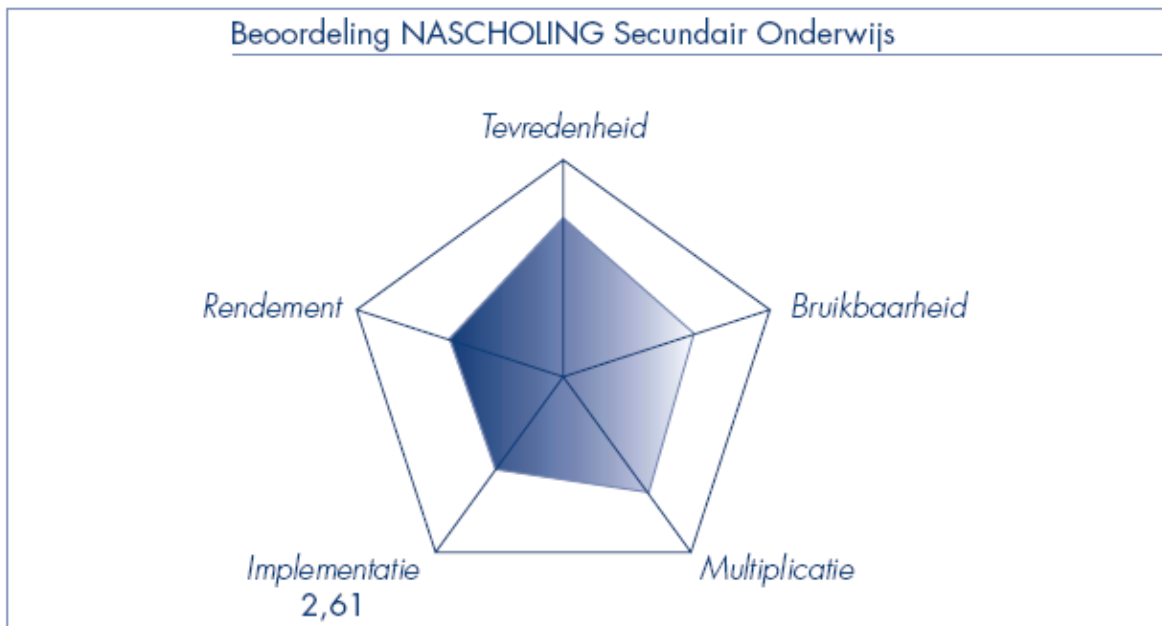 Beoordeling NASCHOLING Secundair Onderwijs
Tevredenheid
Rendement
Bruikbaarheid
Implementatie
2,61
Multiplicatie